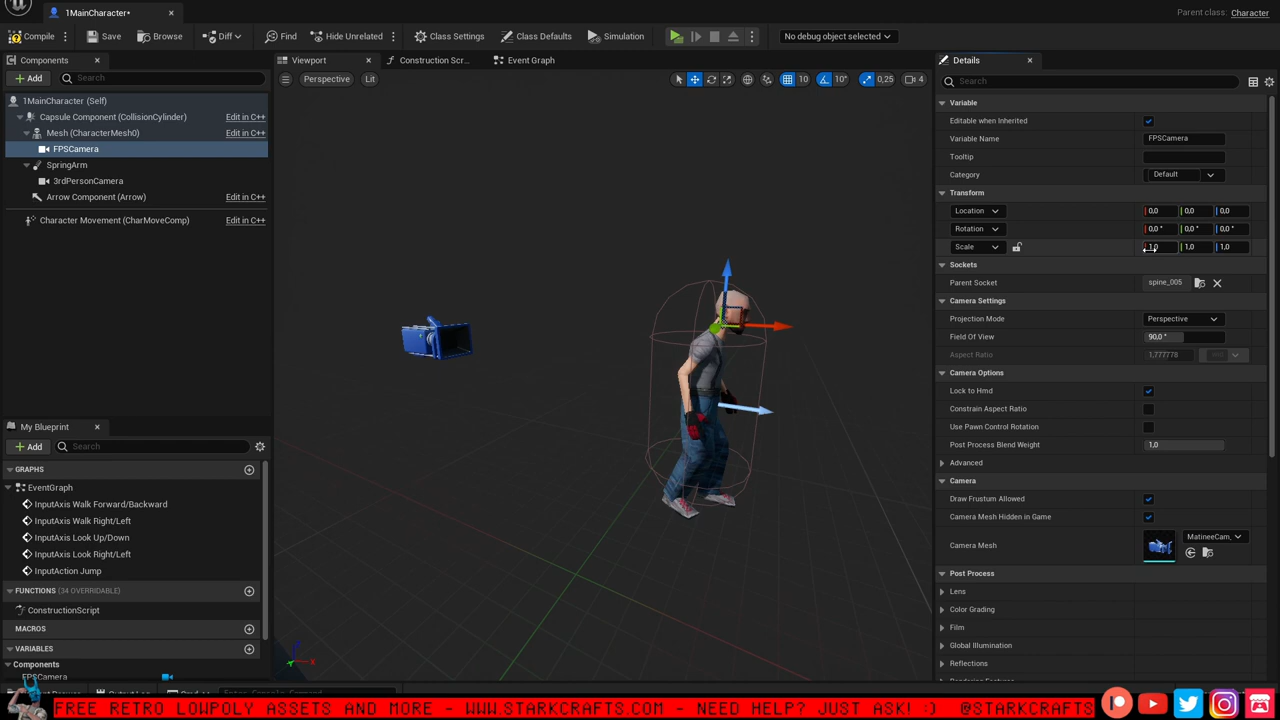 1MainCharacter*
Parent class: Character
Compile Save Browse Diff Find Hide Unrelated Class Settings Class Defaults Simulation No debug object selected
Components
Viewport Construction Scr... Event Graph
Details
Add Search
Perspective Lit
10 10° 0,25 4
Search
1MainCharacter (Self)
Capsule Component (CollisionCylinder) Edit in C++
Mesh (CharacterMesh0) Edit in C++
FPSCamera
SpringArm
3rdPersonCamera
Arrow Component (Arrow) Edit in C++
Character Movement (CharMoveComp) Edit in C++
Variable
Editable when Inherited
Variable Name FPSCamera
Tooltip
Category Default
Transform
Location 0,0 0,0 0,0
Rotation 0,0 ° 0,0 ° 0,0 °
Scale 1,0 1,0 1,0
Sockets
Parent Socket spine_005
Camera Settings
Projection Mode Perspective
Field Of View 90,0 °
Aspect Ratio 1,777778
Camera Options
Lock to Hmd
Constrain Aspect Ratio
Use Pawn Control Rotation
Post Process Blend Weight 1,0
Advanced
Camera
Draw Frustum Allowed
Camera Mesh Hidden in Game
Camera Mesh MatineeCam_
Post Process
Lens
Color Grading
Film
Global Illumination
Reflections
My Blueprint
Add Search
GRAPHS
EventGraph
InputAxis Walk Forward/Backward
InputAxis Walk Right/Left
InputAxis Look Up/Down
InputAxis Look Right/Left
InputAction Jump
FUNCTIONS (34 OVERRIDABLE)
ConstructionScript
MACROS
VARIABLES
Components
FPSCamera
Z
X
FREE RETRO LOWPOLY ASSETS AND MORE - WWW.STARKCRAFTS.COM - NEED HELP? JUST ASK! :) @STARKCRAFTS